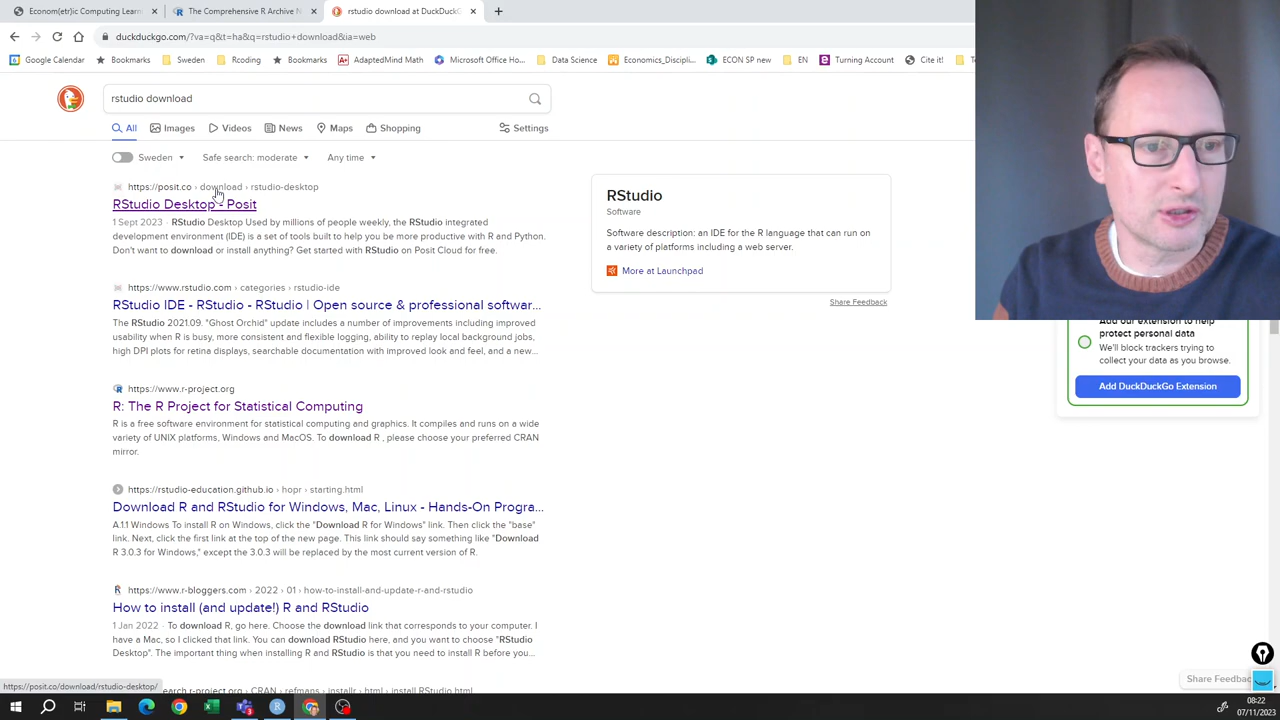 Econom(etr)ic Computing Learn
The Comprehensive R Archive N
rstudio download at DuckDuckG
duckduckgo.com/?va=q&t=ha&q=rstudio+download&ia=web
Google Calendar
Bookmarks
Sweden
Rcoding
Bookmarks
AdaptedMind Math
Microsoft Office Ho...
Data Science
Economics_Discipli...
ECON SP new
EN
Turning Account
Cite it!
rstudio download
All
Images
Videos
News
Maps
Shopping
Settings
Sweden
Safe search: moderate
Any time
https://posit.co › download › rstudio-desktop
RStudio Desktop - Posit
1 Sept 2023 · RStudio Desktop Used by millions of people weekly, the RStudio integrated
development environment (IDE) is a set of tools built to help you be more productive with R and Python.
Don't want to download or install anything? Get started with RStudio on Posit Cloud for free.
RStudio
Software
Software description: an IDE for the R language that can run on
a variety of platforms including a web server.
More at Launchpad
Share Feedback
https://www.rstudio.com › categories › rstudio-ide
RStudio IDE - RStudio - RStudio | Open source & professional softwar...
The RStudio 2021.09. "Ghost Orchid" update includes a number of improvements including improved
usability when R is busy, more consistent and flexible logging, ability to replay local background jobs,
high DPI plots for retina displays, searchable documentation with improved look and feel, and a new...
https://www.r-project.org
R: The R Project for Statistical Computing
R is a free software environment for statistical computing and graphics. It compiles and runs on a wide
variety of UNIX platforms, Windows and MacOS. To download R , please choose your preferred CRAN
mirror.
Add our extension to help
protect personal data
We'll block trackers trying to
collect your data as you browse.
Add DuckDuckGo Extension
https://rstudio-education.github.io › hopr › starting.html
Download R and RStudio for Windows, Mac, Linux - Hands-On Progra...
A.1.1 Windows To install R on Windows, click the "Download R for Windows" link. Then click the "base"
link. Next, click the first link at the top of the new page. This link should say something like "Download
R 3.0.3 for Windows," except the 3.0.3 will be replaced by the most current version of R.
https://www.r-bloggers.com › 2022 › 01 › how-to-install-and-update-r-and-rstudio
How to install (and update!) R and RStudio
1 Jan 2022 · To download R, go here. Choose the download link that corresponds to your computer. I
have a Mac, so I clicked that link. You can download RStudio here, and you want to choose "RStudio
Desktop". The important thing when installing R and RStudio is that you need to install R before you...
Share Feedbac
https://posit.co/download/rstudio-desktop/
search.r-project.org › CRAN › refmans › installr › html › install.RStudio.html
08:22
07/11/2023